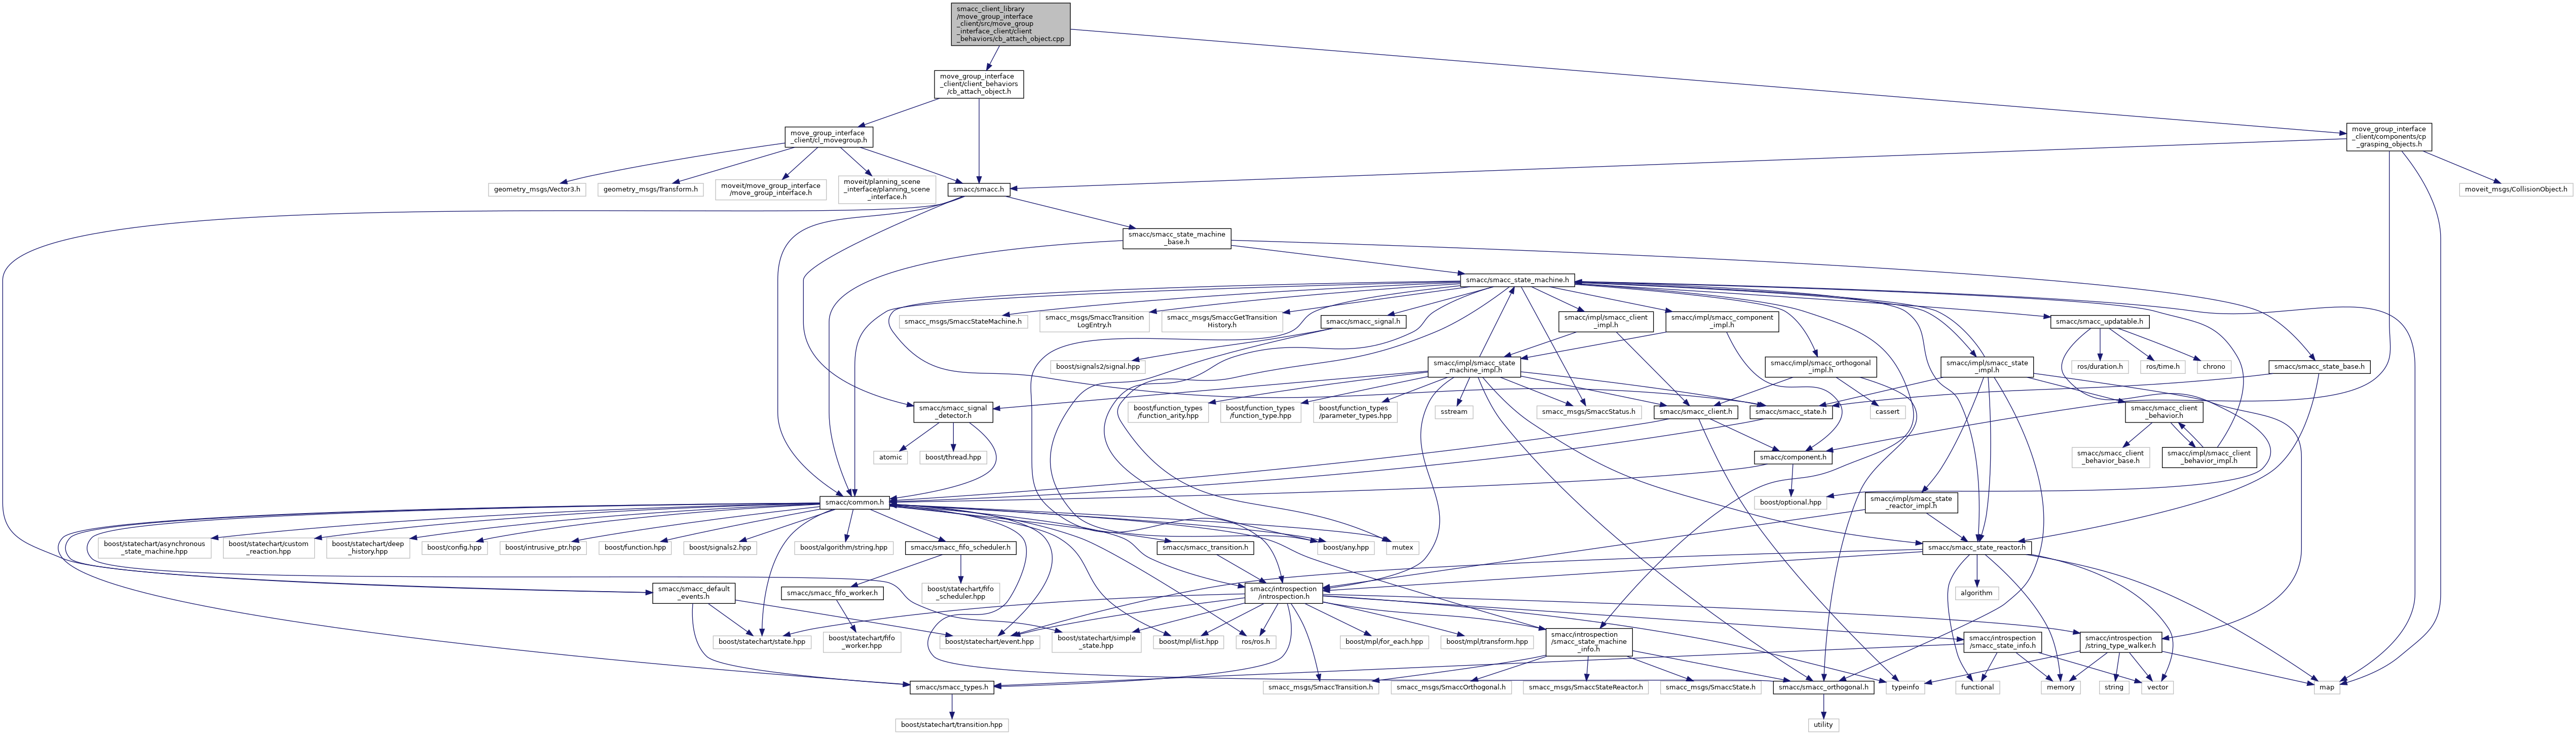 smacc_client_library
/move_group_interface
_client/src/move_group
_interface_client/client
_behaviors/cb_attach_object.cpp
move_group_interface
_client/client_behaviors
/cb_attach_object.h
move_group_interface
_client/cl_movegroup.h
move_group_interface
_client/components/cp
_grasping_objects.h
geometry_msgs/Vector3.h
geometry_msgs/Transform.h
moveit/move_group_interface
/move_group_interface.h
moveit/planning_scene
_interface/planning_scene
_interface.h
smacc/smacc.h
moveit_msgs/CollisionObject.h
smacc/smacc_state_machine
_base.h
smacc/smacc_state_machine.h
smacc_msgs/SmaccStateMachine.h
smacc_msgs/SmaccTransition
LogEntry.h
smacc_msgs/SmaccGetTransition
History.h
smacc/smacc_signal.h
smacc/impl/smacc_client
_impl.h
smacc/impl/smacc_component
_impl.h
smacc/smacc_updatable.h
boost/signals2/signal.hpp
smacc/impl/smacc_state
_machine_impl.h
smacc/impl/smacc_orthogonal
_impl.h
smacc/impl/smacc_state
_impl.h
ros/duration.h
ros/time.h
chrono
smacc/smacc_state_base.h
smacc/smacc_signal
_detector.h
boost/function_types
/function_arity.hpp
boost/function_types
/function_type.hpp
boost/function_types
/parameter_types.hpp
sstream
smacc_msgs/SmaccStatus.h
smacc/smacc_client.h
smacc/smacc_state.h
cassert
smacc/smacc_client
_behavior.h
atomic
boost/thread.hpp
smacc/component.h
smacc/smacc_client
_behavior_base.h
smacc/impl/smacc_client
_behavior_impl.h
smacc/common.h
boost/optional.hpp
smacc/impl/smacc_state
_reactor_impl.h
boost/statechart/asynchronous
_state_machine.hpp
boost/statechart/custom
_reaction.hpp
boost/statechart/deep
_history.hpp
boost/config.hpp
boost/intrusive_ptr.hpp
boost/function.hpp
boost/signals2.hpp
boost/algorithm/string.hpp
smacc/smacc_fifo_scheduler.h
smacc/smacc_transition.h
boost/any.hpp
mutex
smacc/smacc_state_reactor.h
smacc/smacc_default
_events.h
smacc/smacc_fifo_worker.h
boost/statechart/fifo
_scheduler.hpp
smacc/introspection
/introspection.h
algorithm
boost/statechart/state.hpp
boost/statechart/fifo
_worker.hpp
boost/statechart/event.hpp
boost/statechart/simple
_state.hpp
boost/mpl/list.hpp
ros/ros.h
boost/mpl/for_each.hpp
boost/mpl/transform.hpp
smacc/introspection
/smacc_state_machine
_info.h
smacc/introspection
/smacc_state_info.h
smacc/introspection
/string_type_walker.h
smacc/smacc_types.h
smacc_msgs/SmaccTransition.h
smacc_msgs/SmaccOrthogonal.h
smacc_msgs/SmaccStateReactor.h
smacc_msgs/SmaccState.h
smacc/smacc_orthogonal.h
typeinfo
functional
memory
string
vector
map
boost/statechart/transition.hpp
utility